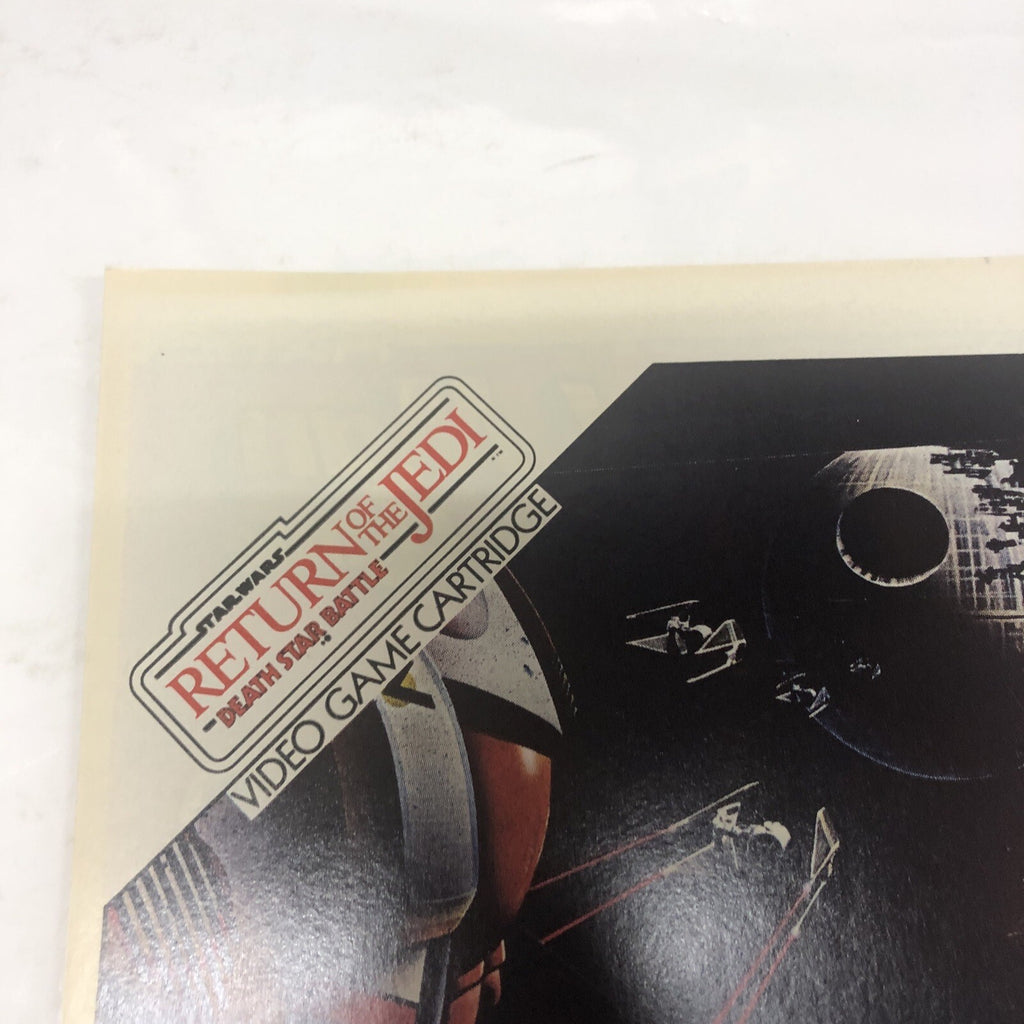 STAR WARS
RETURN OF THE JEDI
DEATH STAR BATTLE
VIDEO GAME CARTRIDGE